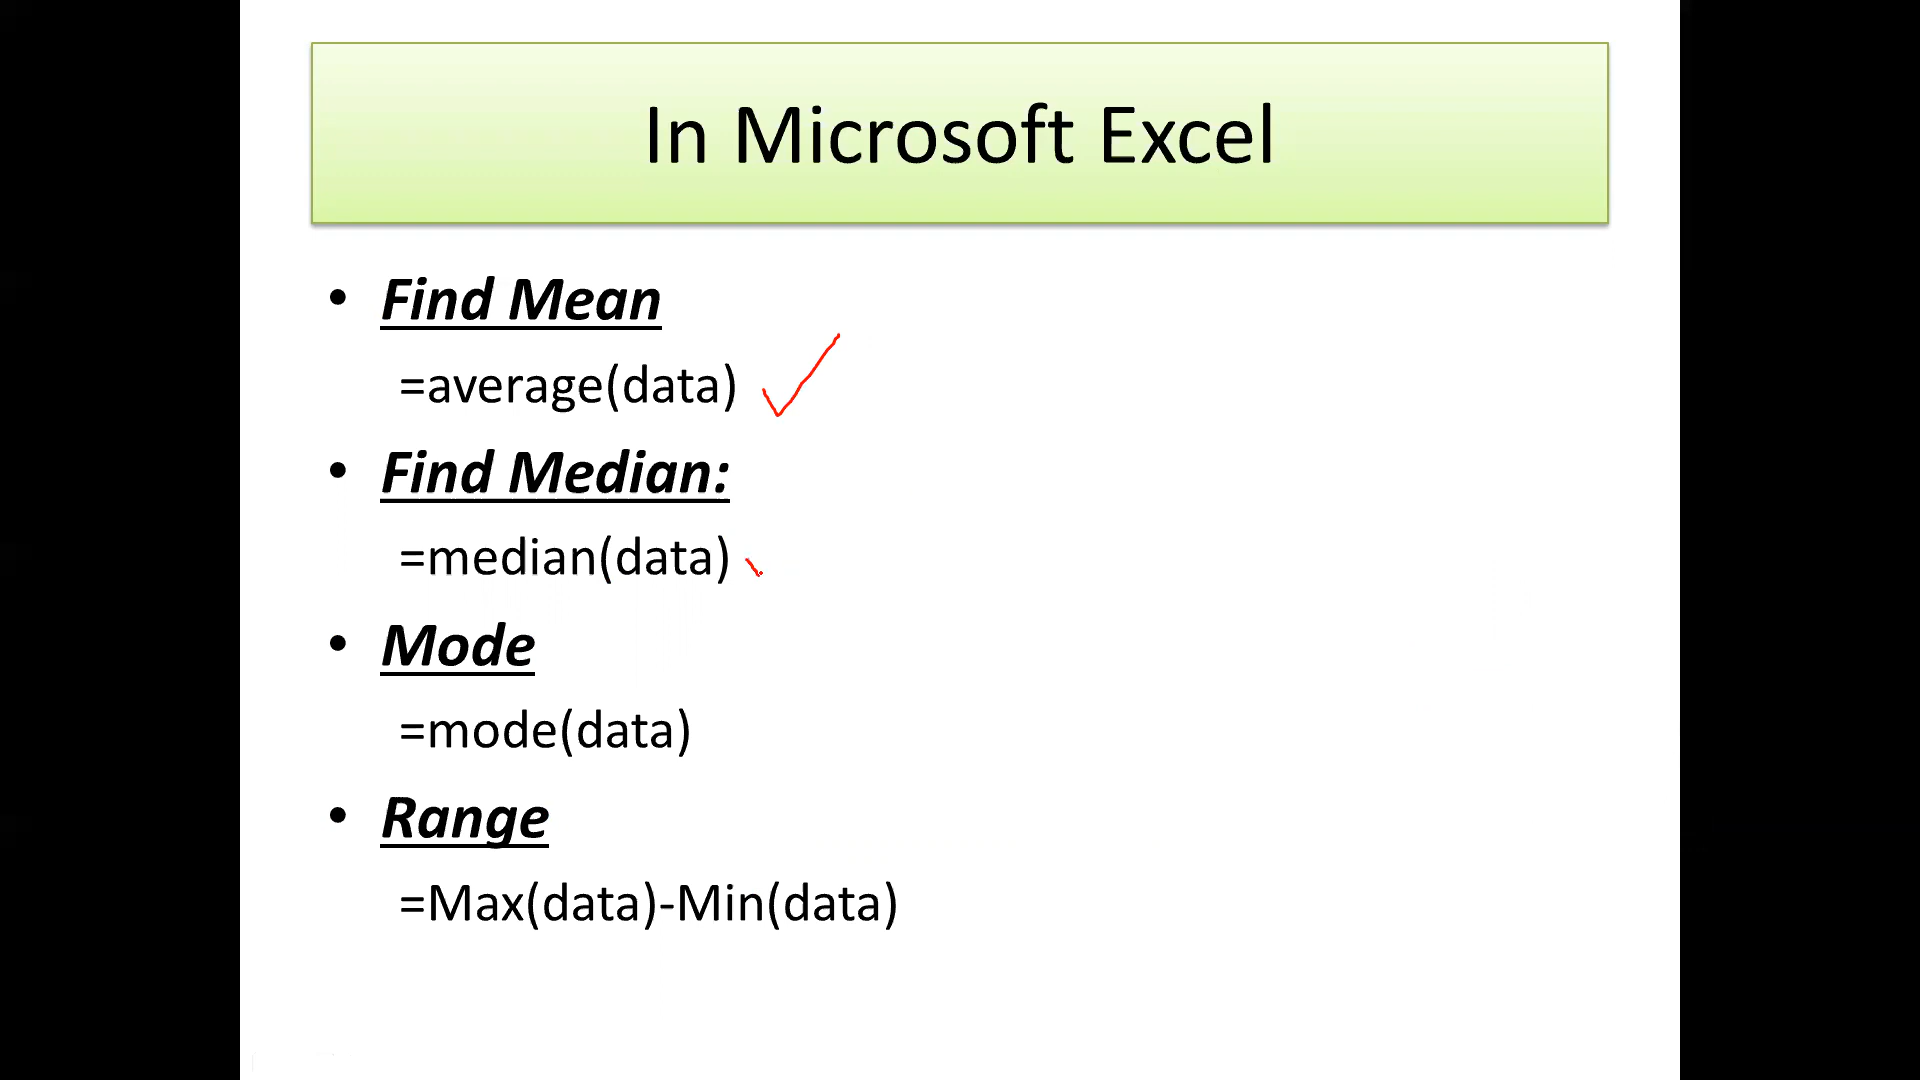 In Microsoft Excel
• Find Mean
=average(data)
• Find Median:
=median(data)
• Mode
=mode(data)
• Range
=Max(data)-Min(data)